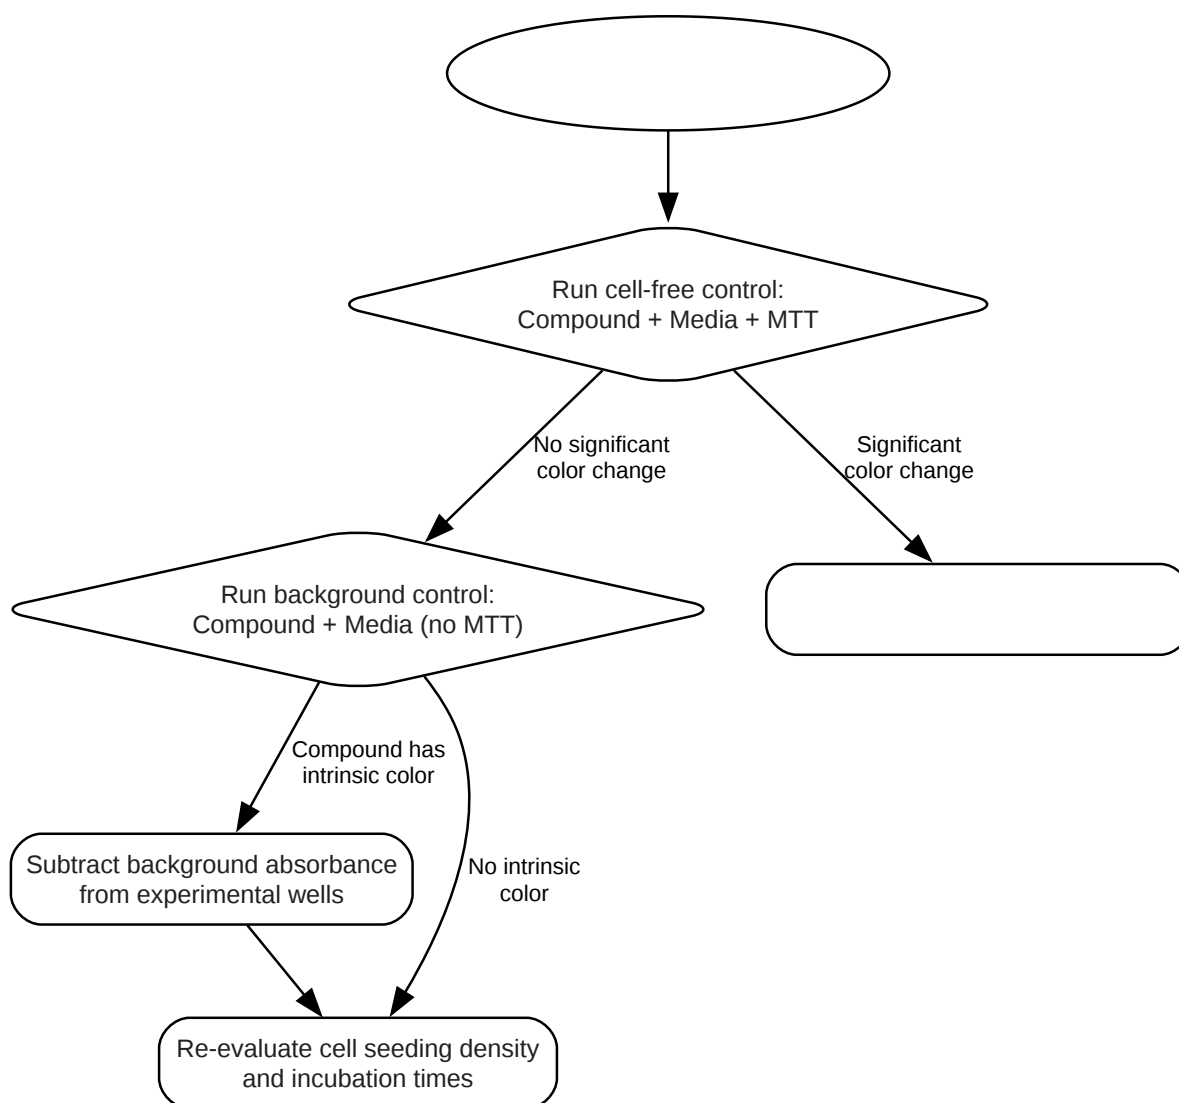 Run cell-free control:
Compound + Media + MTT
No significant
color change
Significant
color change
Run background control:
Compound + Media (no MTT)
Compound has
intrinsic color
Subtract background absorbance
from experimental wells
No intrinsic
color
Re-evaluate cell seeding density
and incubation times